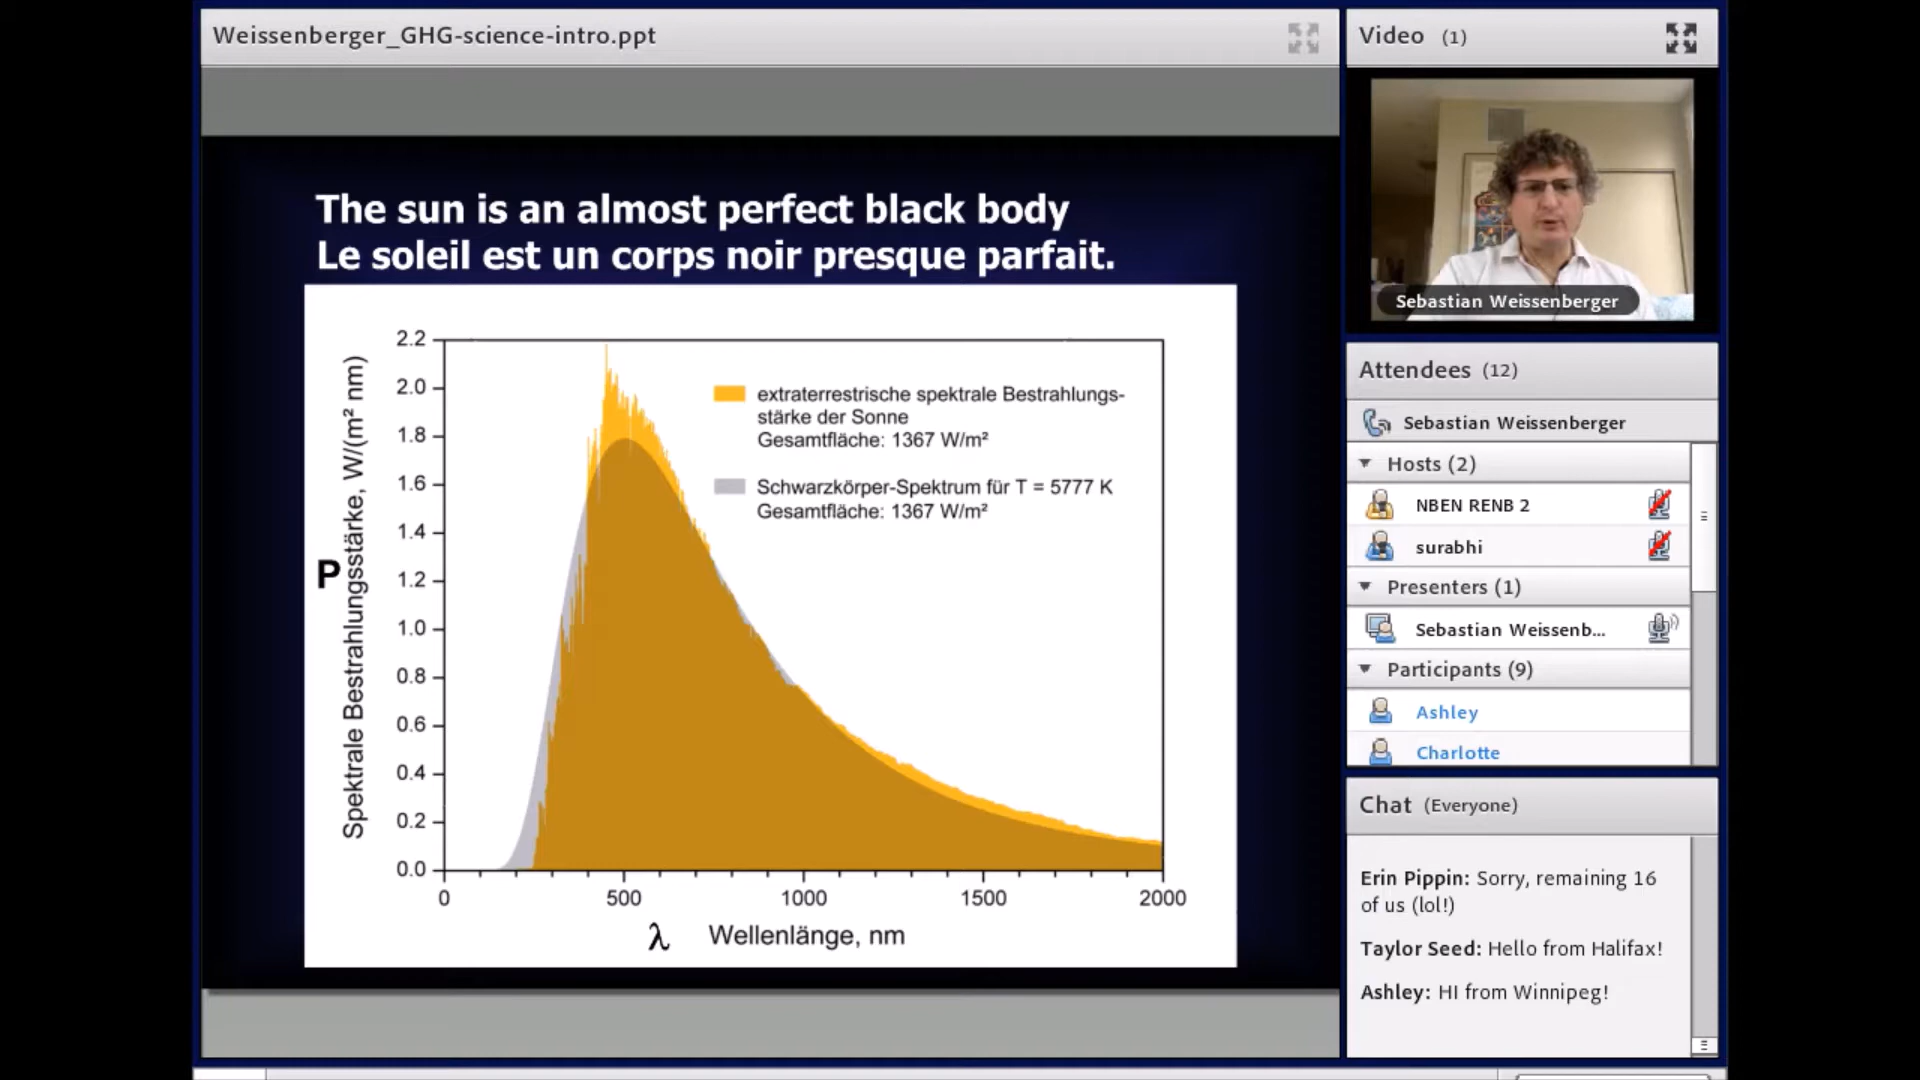 Weissenberger_GHG-science-intro.ppt
The sun is an almost perfect black body
Le soleil est un corps noir presque parfait.
2.2
2.0
1.8
1.6
1.4
1.2
1.0
0.8
0.6
0.4
0.2
0.0
P
Spektrale Bestrahlungsstärke, W/(m² nm)
extraterrestrische spektrale Bestrahlungs-
stärke der Sonne
Gesamtfläche: 1367 W/m²
Schwarzkörper-Spektrum für T = 5777 K
Gesamtfläche: 1367 W/m²
0 500 1000 1500 2000
λ Wellenlänge, nm
Video (1)
Sebastian Weissenberger
Attendees (12)
Sebastian Weissenberger
Hosts (2)
NBEN RENB 2
surabhi
Presenters (1)
Sebastian Weissenb...
Participants (9)
Ashley
Charlotte
Chat (Everyone)
Erin Pippin: Sorry, remaining 16
of us (lol!)
Taylor Seed: Hello from Halifax!
Ashley: HI from Winnipeg!